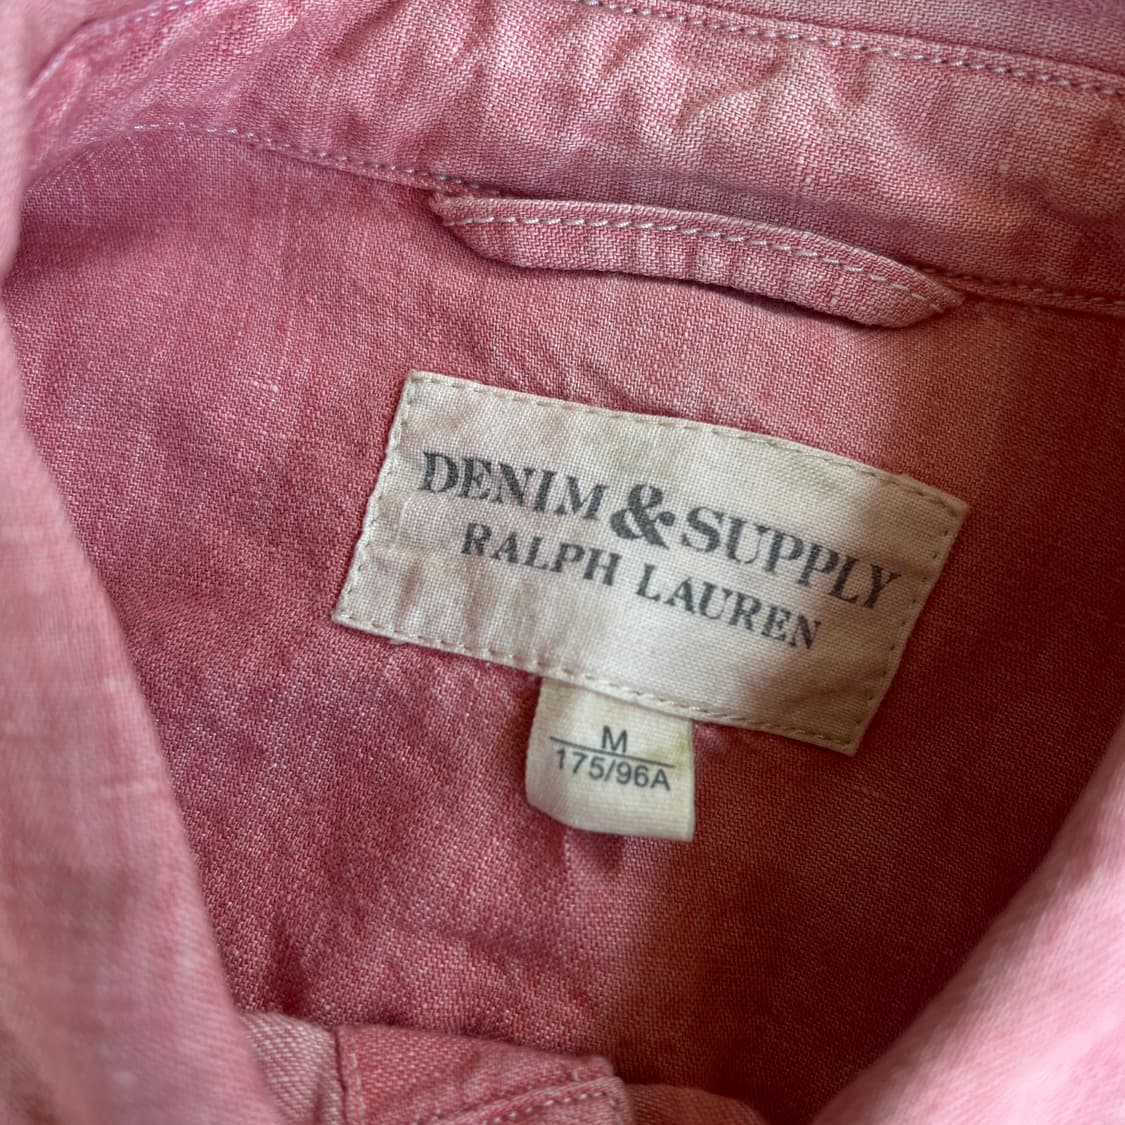 DENIM & SUPPLY
RALPH LAUREN
M
175/96A